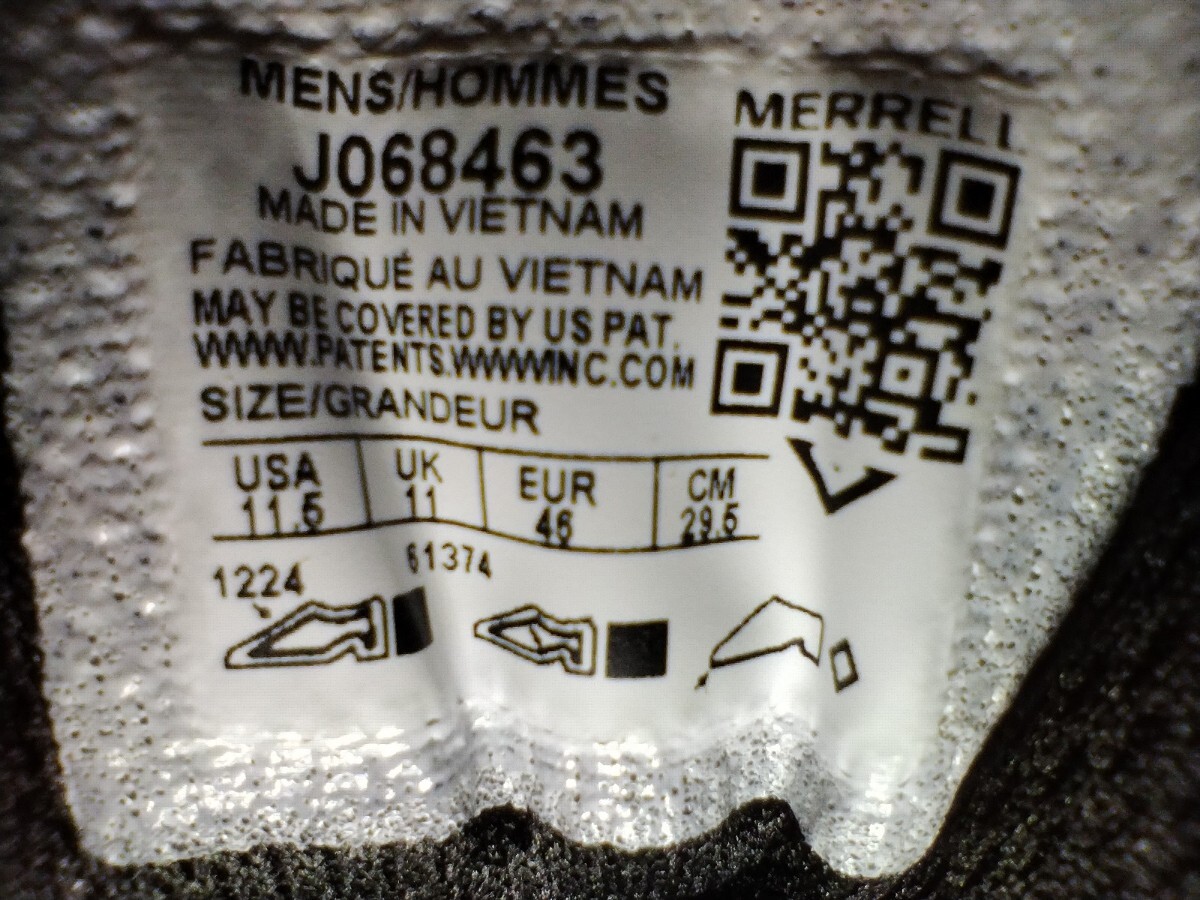 MENS/HOMMES
MERRELL
J068463
MADE IN VIETNAM
FABRIQUÉ AU VIETNAM
MAY BE COVERED BY US PAT.
WWW.PATENTS.WWWINC.COM
SIZE/GRANDEUR
USA UK EUR CM
11.5 11 46 29.5
1224 61374